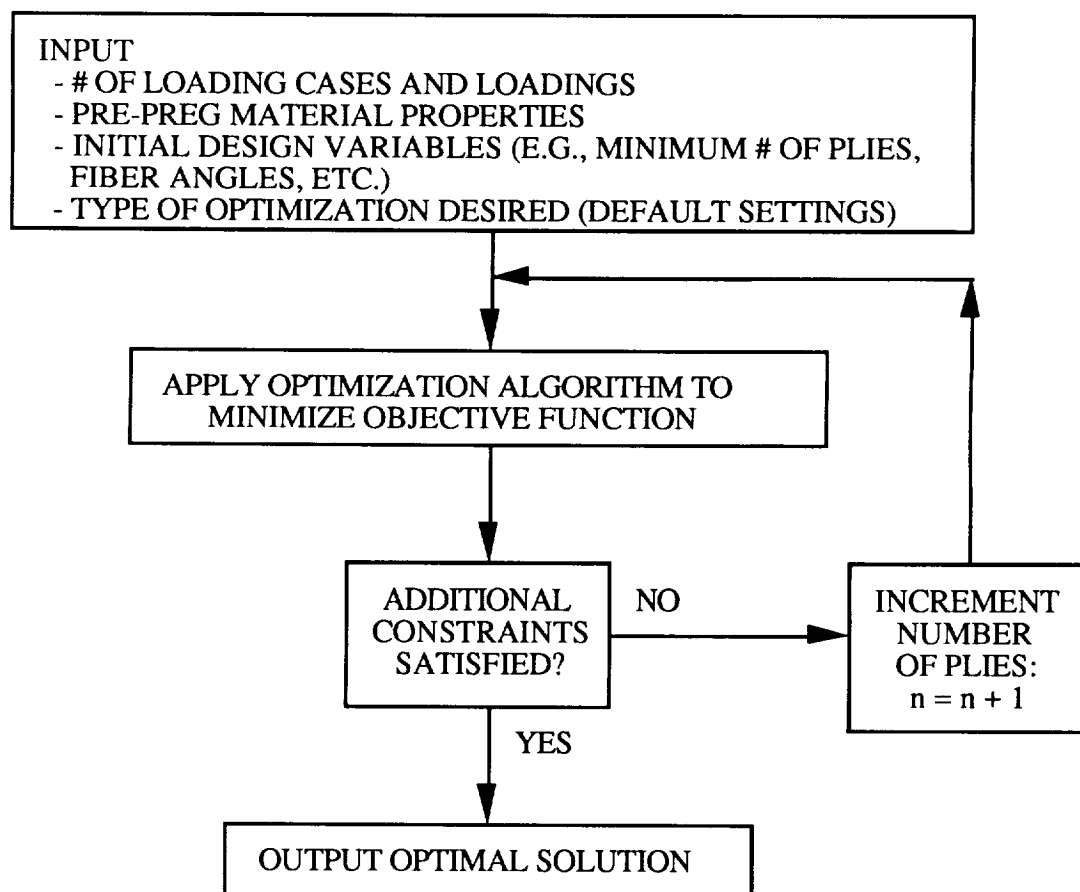 INPUT
- # OF LOADING CASES AND LOADINGS
- PRE-PREG MATERIAL PROPERTIES
- INITIAL DESIGN VARIABLES (E.G., MINIMUM # OF PLIES,
FIBER ANGLES, ETC.)
- TYPE OF OPTIMIZATION DESIRED (DEFAULT SETTINGS)
APPLY OPTIMIZATION ALGORITHM TO
MINIMIZE OBJECTIVE FUNCTION
ADDITIONAL
CONSTRAINTS
SATISFIED?
NO
INCREMENT
NUMBER
OF PLIES:
n = n + 1
YES
OUTPUT OPTIMAL SOLUTION